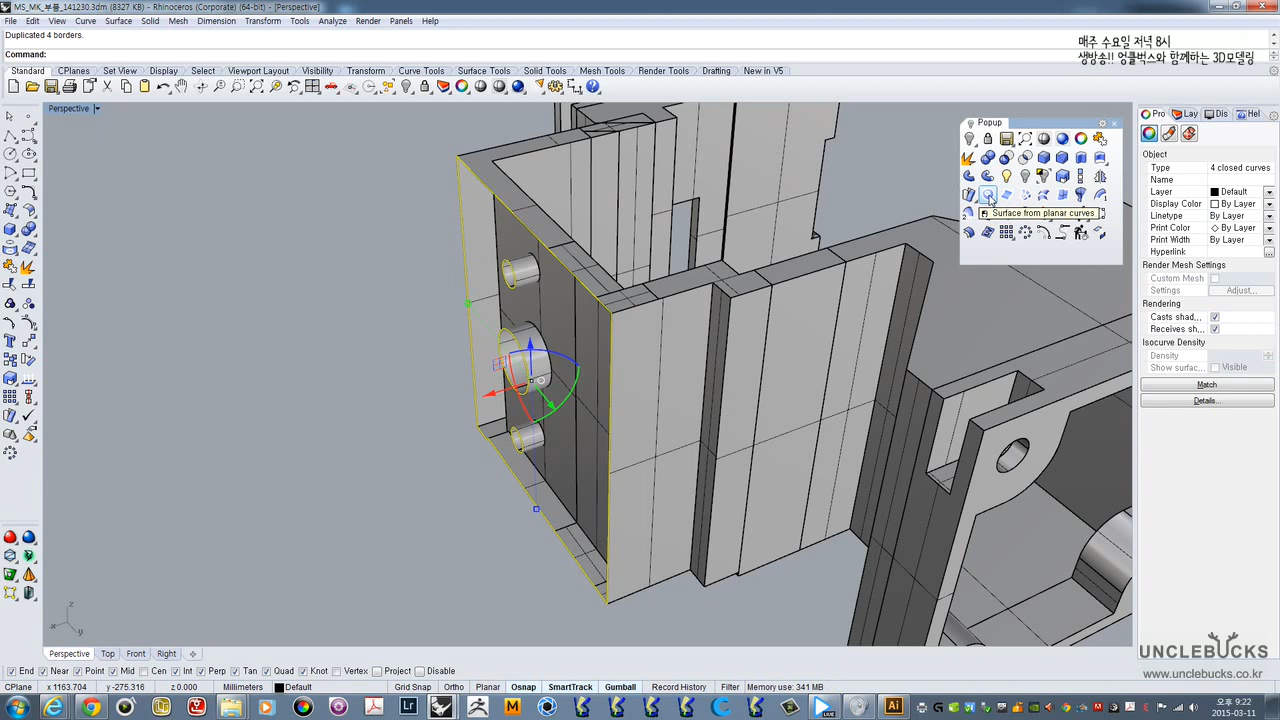 MS_MK_부품_141230.3dm (8327 KB) - Rhinoceros (Corporate) (64-bit) - [Perspective]
File Edit View Curve Surface Solid Mesh Dimension Transform Tools Analyze Render Panels Help
Duplicated 4 borders.
Command:
매주 수요일 저녁 8시
생방송 엉클벅스와 함께하는 3D모델링
Standard CPlanes Set View Display Select Viewport Layout Visibility Transform Curve Tools Surface Tools Solid Tools Mesh Tools Render Tools Drafting New In V5
Perspective
Popup
Surface from planar curves
Pro Lay Dis Hel
Object
Type 4 closed curves
Name
Layer Default
Display Color By Layer
Linetype By Layer
Print Color By Layer
Print Width By Layer
Hyperlink
Render Mesh Settings
Custom Mesh
Settings Adjust...
Rendering
Casts shad...
Receives sh...
Isocurve Density
Density
Show surfac... Visible
Match
Details...
z
x y
Perspective Top Front Right
End Near Point Mid Cen Int Perp Tan Quad Knot Vertex Project Disable
CPlane x 1163.704 y -275.316 z 0.000 Millimeters Default Grid Snap Ortho Planar Osnap SmartTrack Gumball Record History Filter Memory use: 341 MB
UNCLEBUCKS
www.unclebucks.co.kr
Lr M Ai
오후 9:22
2015-03-11